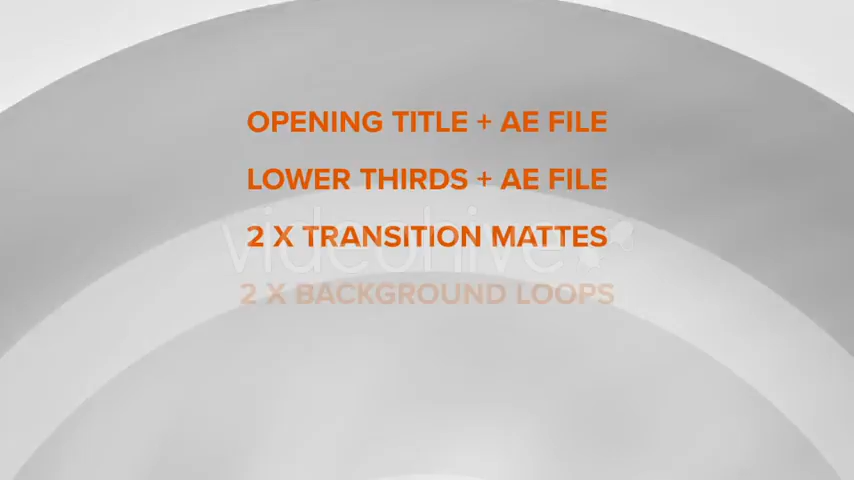 OPENING TITLE + AE FILE
LOWER THIRDS + AE FILE
2 X TRANSITION MATTES
videohive
2 X BACKGROUND LOOPS